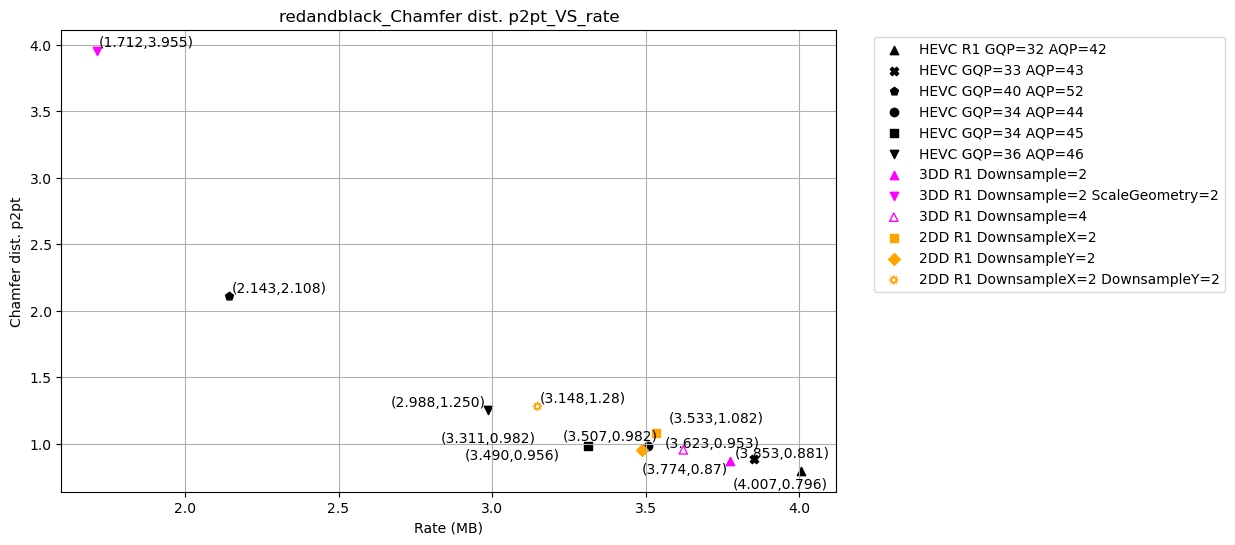 redandblack_Chamfer dist. p2pt_VS_rate
Chamfer dist. p2pt
4.0
3.5
3.0
2.5
2.0
1.5
1.0
(1.712,3.955)
(2.143,2.108)
(2.988,1.250)
(3.148,1.28)
(3.533,1.082)
(3.311,0.982)
(3.507,0.982)
(3.623,0.953)
(3.490,0.956)
(3.853,0.881)
(3.774,0.87)
(4.007,0.796)
2.0 2.5 3.0 3.5 4.0
Rate (MB)
HEVC R1 GQP=32 AQP=42
HEVC GQP=33 AQP=43
HEVC GQP=40 AQP=52
HEVC GQP=34 AQP=44
HEVC GQP=34 AQP=45
HEVC GQP=36 AQP=46
3DD R1 Downsample=2
3DD R1 Downsample=2 ScaleGeometry=2
3DD R1 Downsample=4
2DD R1 DownsampleX=2
2DD R1 DownsampleY=2
2DD R1 DownsampleX=2 DownsampleY=2